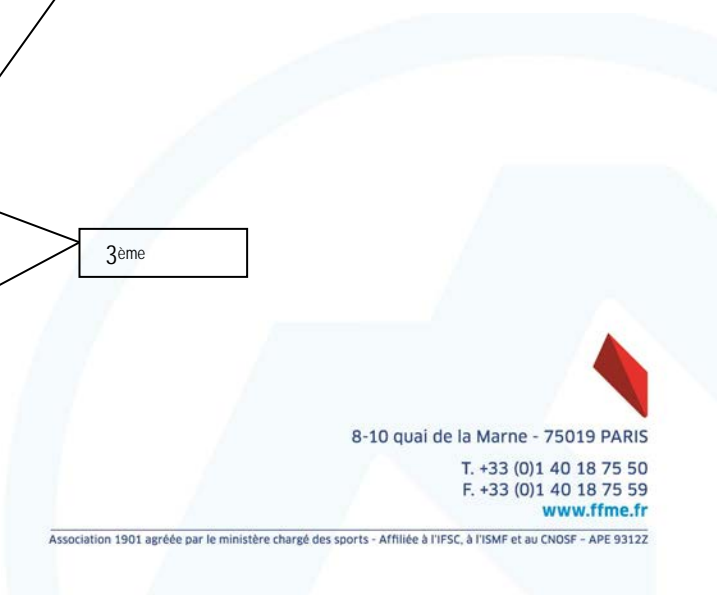 3ème
8-10 quai de la Marne - 75019 PARIS
T. +33 (0)1 40 18 75 50
F. +33 (0)1 40 18 75 59
www.ffme.fr
Association 1901 agréée par le ministère chargé des sports - Affiliée à l'IFSC, à l'ISMF et au CNOSF - APE 9312Z